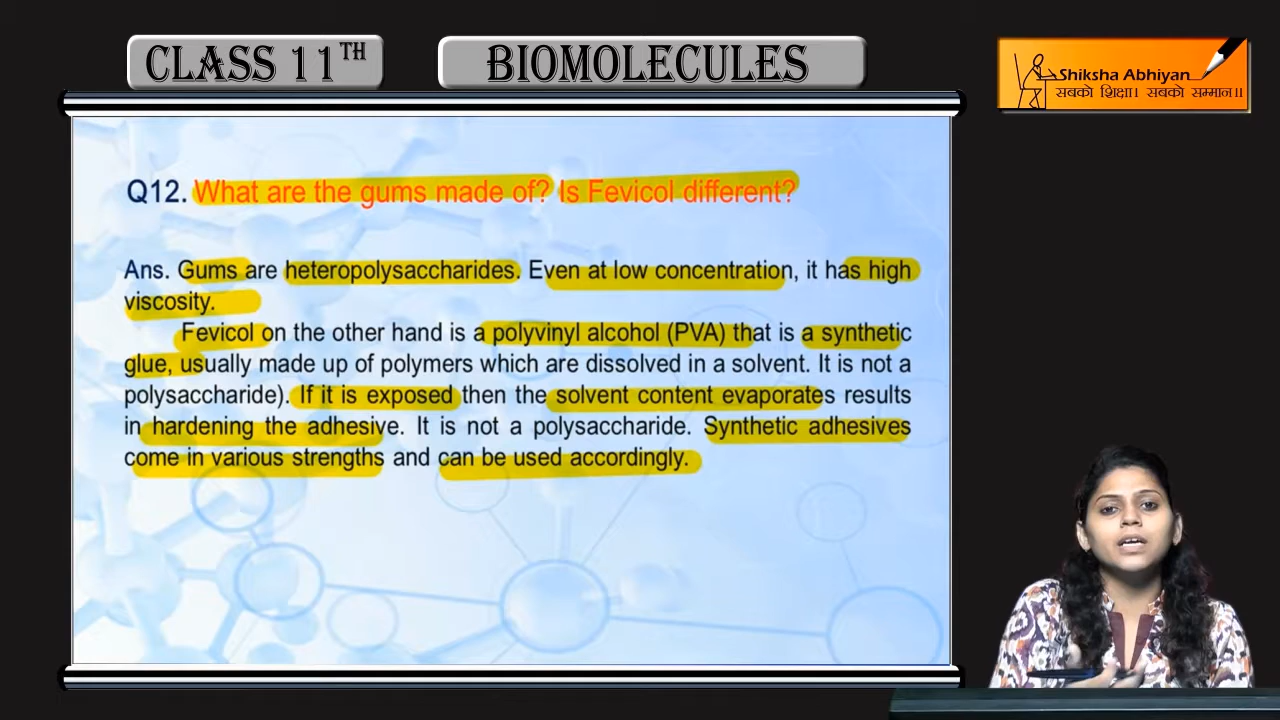 CLASS 11TH
BIOMOLECULES
Shiksha Abhiyan
सबको शिक्षा। सबको सम्मान॥
Q12. What are the gums made of? Is Fevicol different?
Ans. Gums are heteropolysaccharides. Even at low concentration, it has high
viscosity.
Fevicol on the other hand is a polyvinyl alcohol (PVA) that is a synthetic
glue, usually made up of polymers which are dissolved in a solvent. It is not a
polysaccharide). If it is exposed then the solvent content evaporates results
in hardening the adhesive. It is not a polysaccharide. Synthetic adhesives
come in various strengths and can be used accordingly.